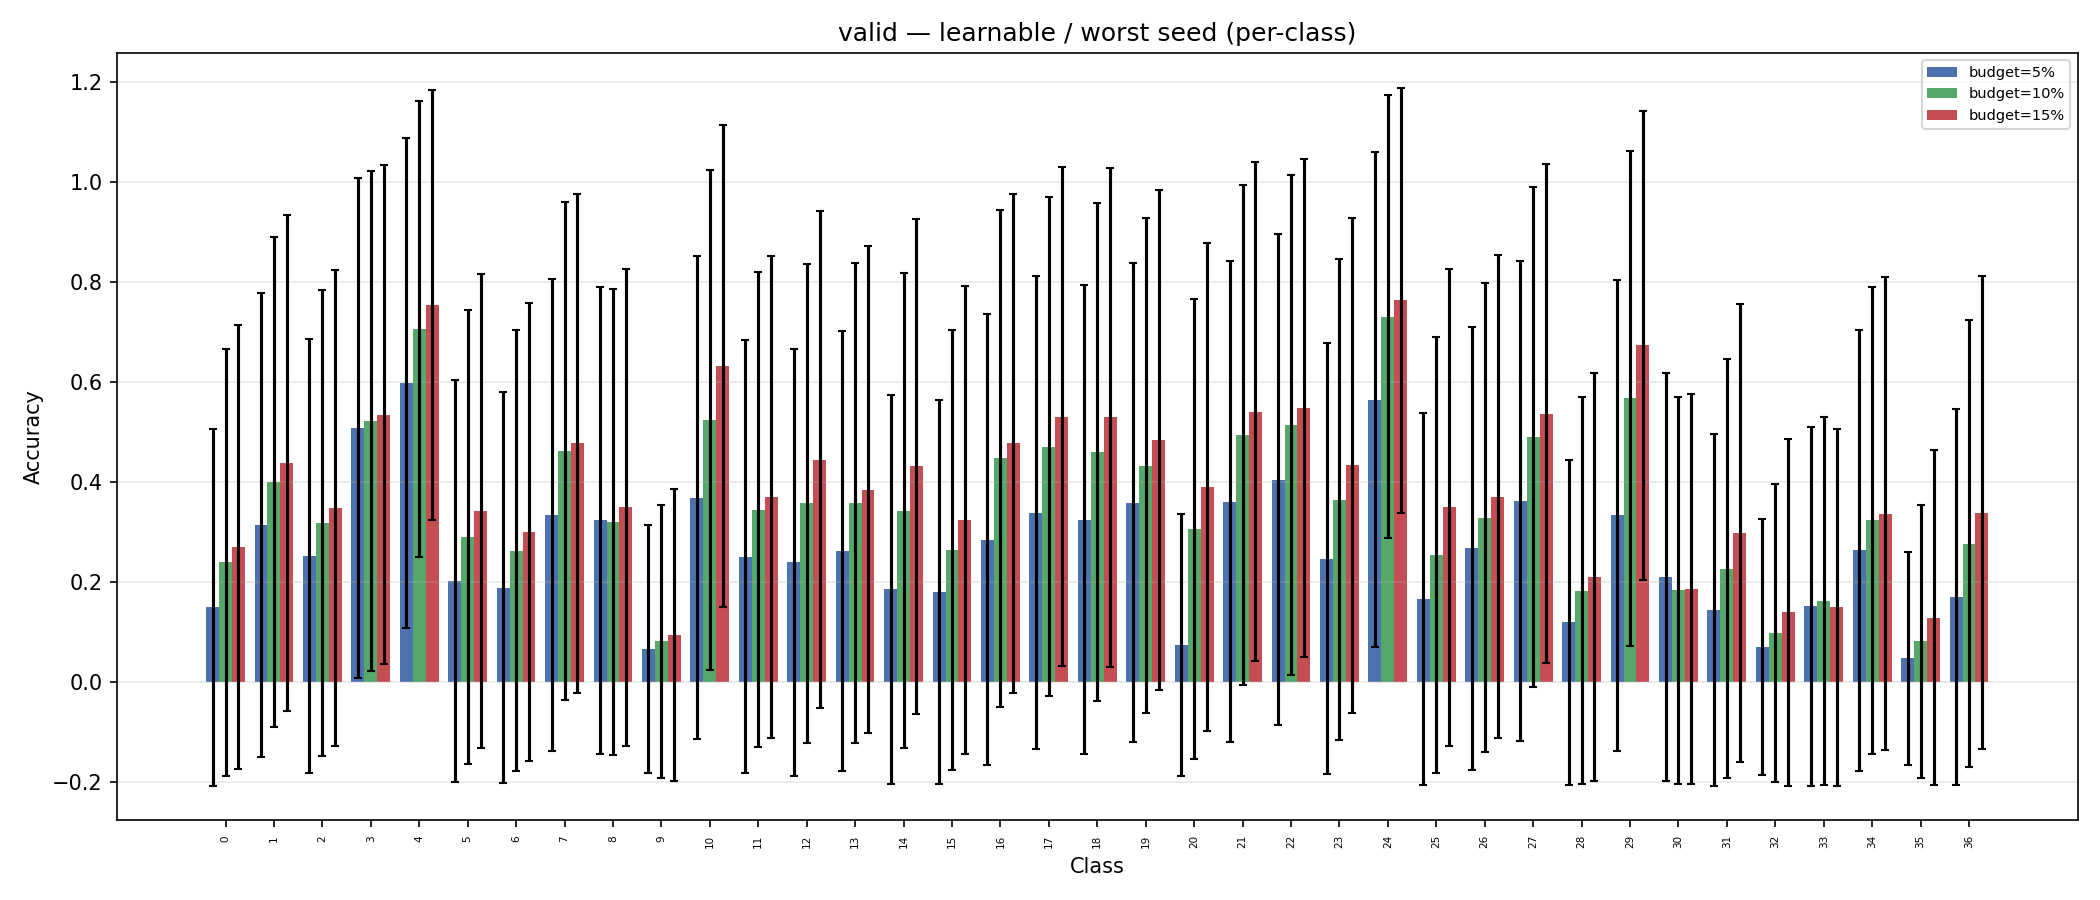 valid — learnable / worst seed (per-class)
budget=5%
budget=10%
budget=15%
Accuracy
1.2
1.0
0.8
0.6
0.4
0.2
0.0
−0.2
0 1 2 3 4 5 6 7 8 9 10 11 12 13 14 15 16 17 18 19 20 21 22 23 24 25 26 27 28 29 30 31 32 33 34 35 36
Class